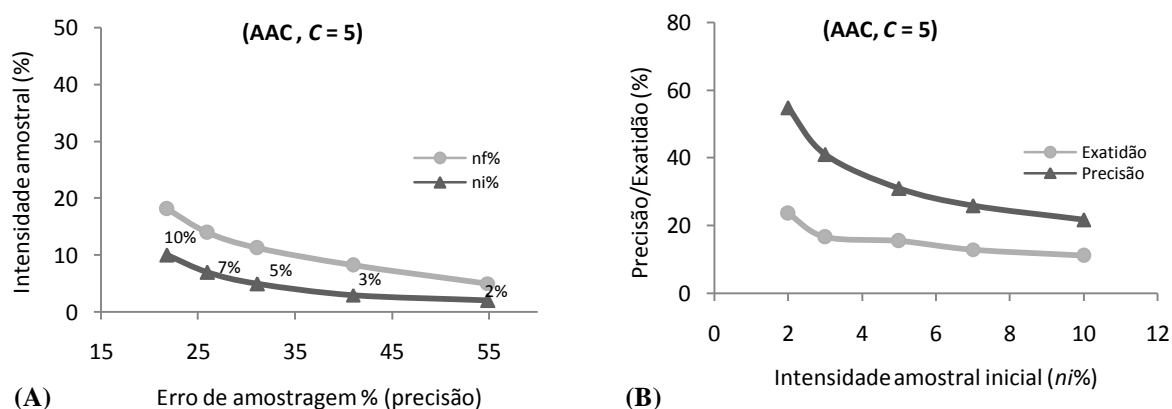 (AAC , C = 5)
Intensidade amostral (%)
50
40
30
20
10
0
nf%
ni%
10%
7%
5%
3%
2%
15
25
35
45
55
(A)
Erro de amostragem % (precisão)
(AAC, C = 5)
Precisão/Exatidão (%)
80
60
40
20
0
Exatidão
Precisão
0
2
4
6
8
10
12
(B)
Intensidade amostral inicial (ni%)